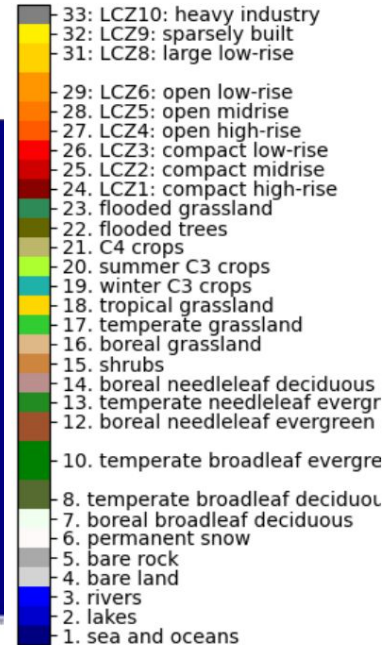 33: LCZ10: heavy industry
32: LCZ9: sparsely built
31: LCZ8: large low-rise
29: LCZ6: open low-rise
28. LCZ5: open midrise
27. LCZ4: open high-rise
26. LCZ3: compact low-rise
25. LCZ2: compact midrise
24. LCZ1: compact high-rise
23. flooded grassland
22. flooded trees
21. C4 crops
20. summer C3 crops
19. winter C3 crops
18. tropical grassland
17. temperate grassland
16. boreal grassland
15. shrubs
14. boreal needleleaf deciduous
13. temperate needleleaf evergr
12. boreal needleleaf evergreen
10. temperate broadleaf evergre
8. temperate broadleaf deciduou
7. boreal broadleaf deciduous
6. permanent snow
5. bare rock
4. bare land
3. rivers
2. lakes
1. sea and oceans